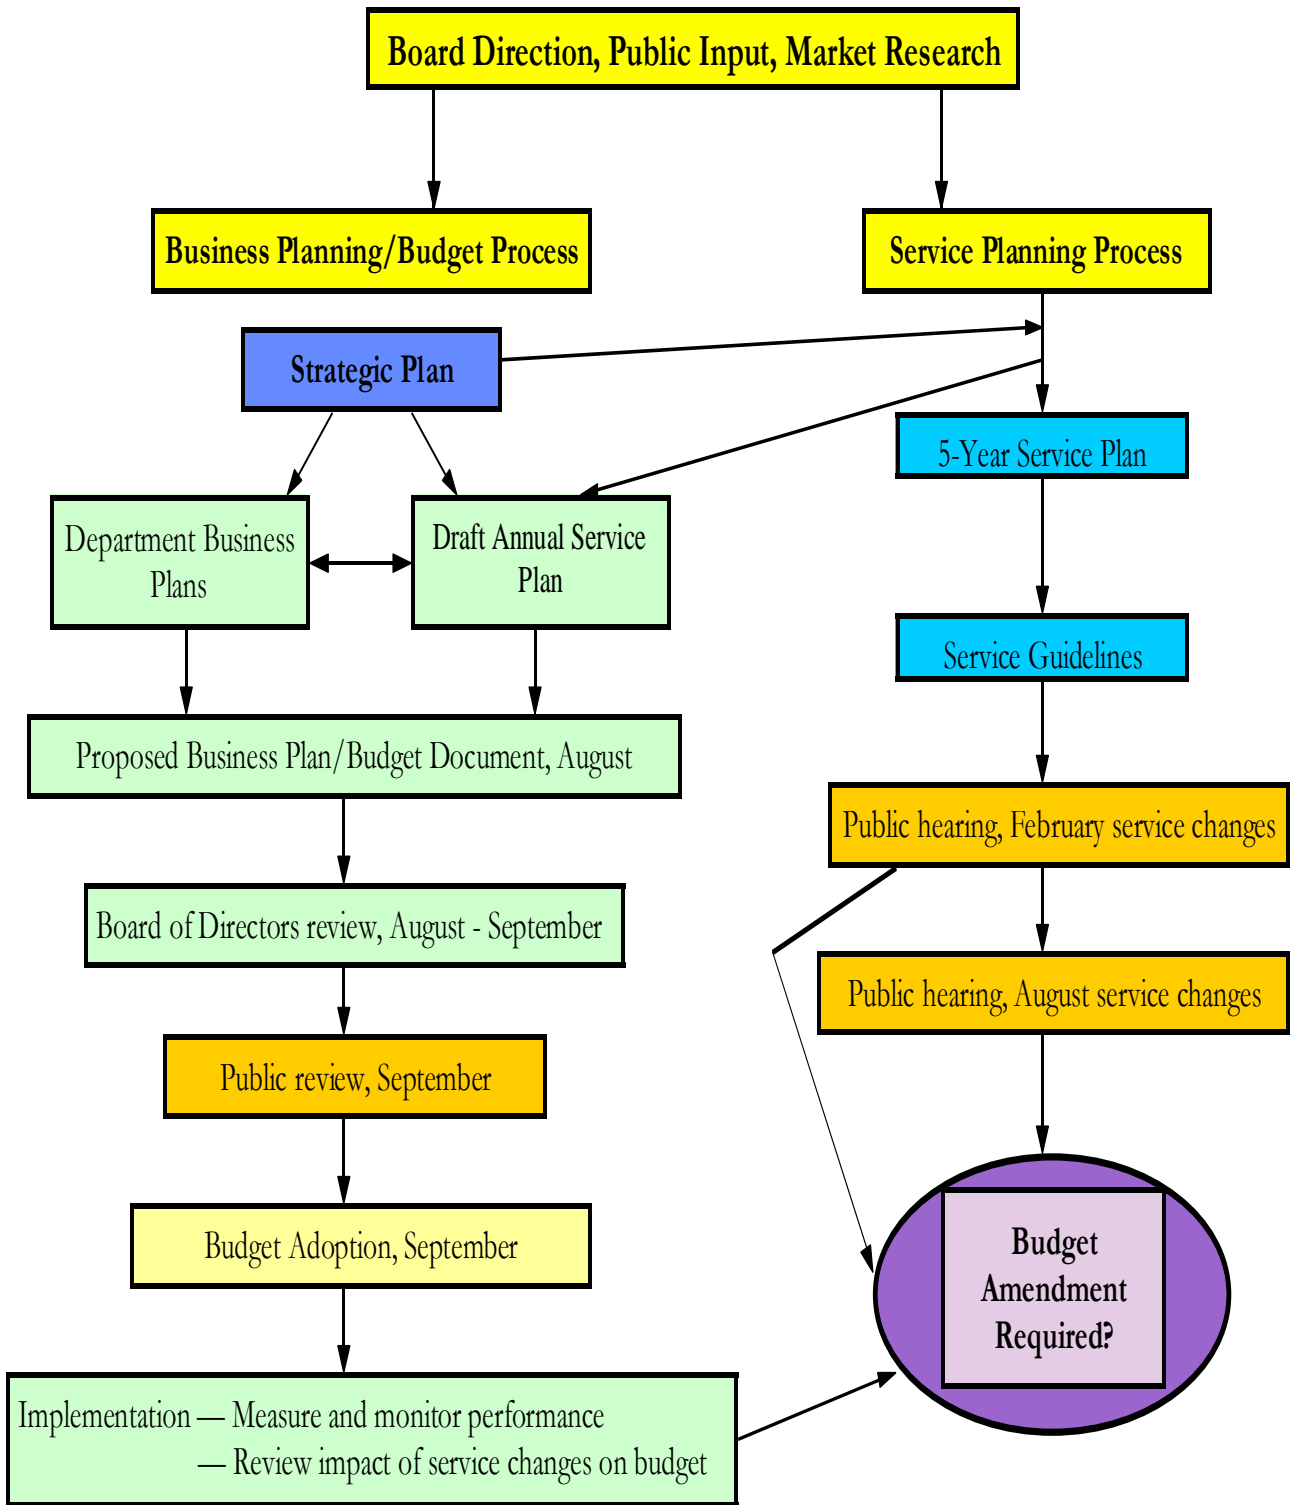 Board Direction, Public Input, Market Research
Business Planning/Budget Process
Service Planning Process
Strategic Plan
5-Year Service Plan
Department Business
Plans
Draft Annual Service
Plan
Service Guidelines
Proposed Business Plan/Budget Document, August
Public hearing, February service changes
Board of Directors review, August - September
Public hearing, August service changes
Public review, September
Budget Adoption, September
Budget
Amendment
Required?
Implementation — Measure and monitor performance
— Review impact of service changes on budget